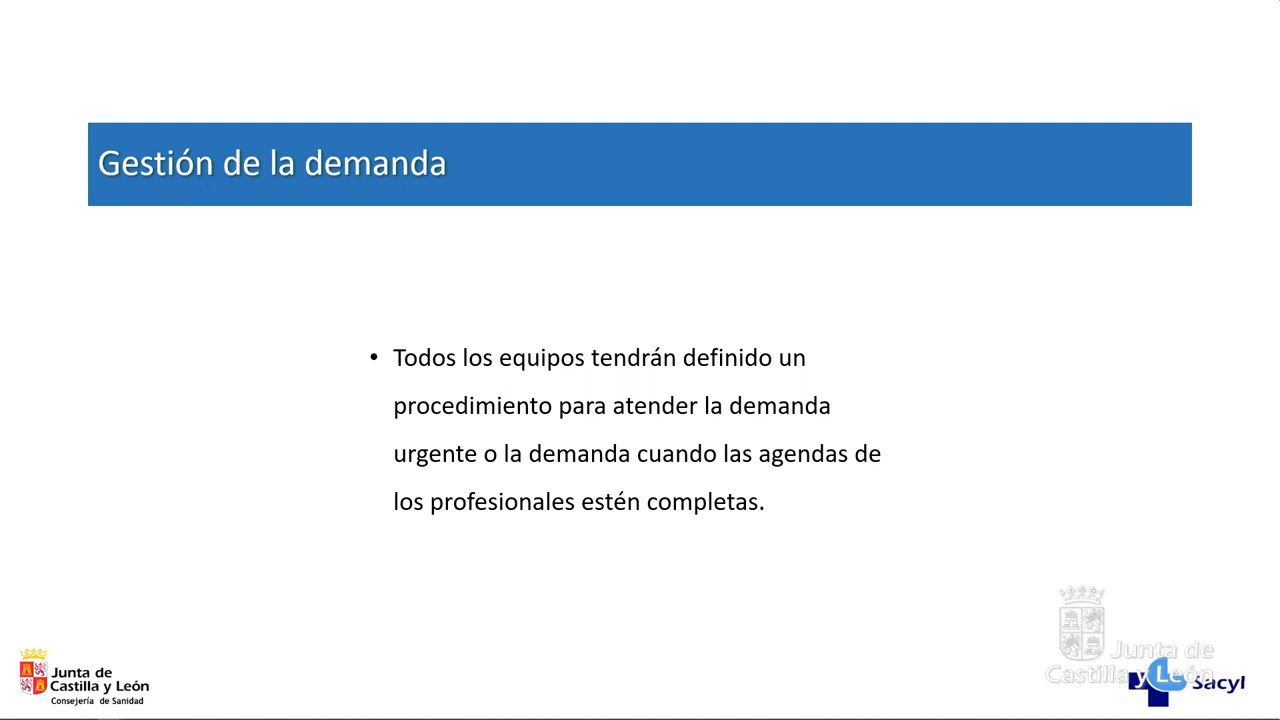 Gestión de la demanda
• Todos los equipos tendrán definido un
procedimiento para atender la demanda
urgente o la demanda cuando las agendas de
los profesionales estén completas.
Junta de
Castilla y León
Consejería de Sanidad
Junta de
Castilla y León
Sacyl